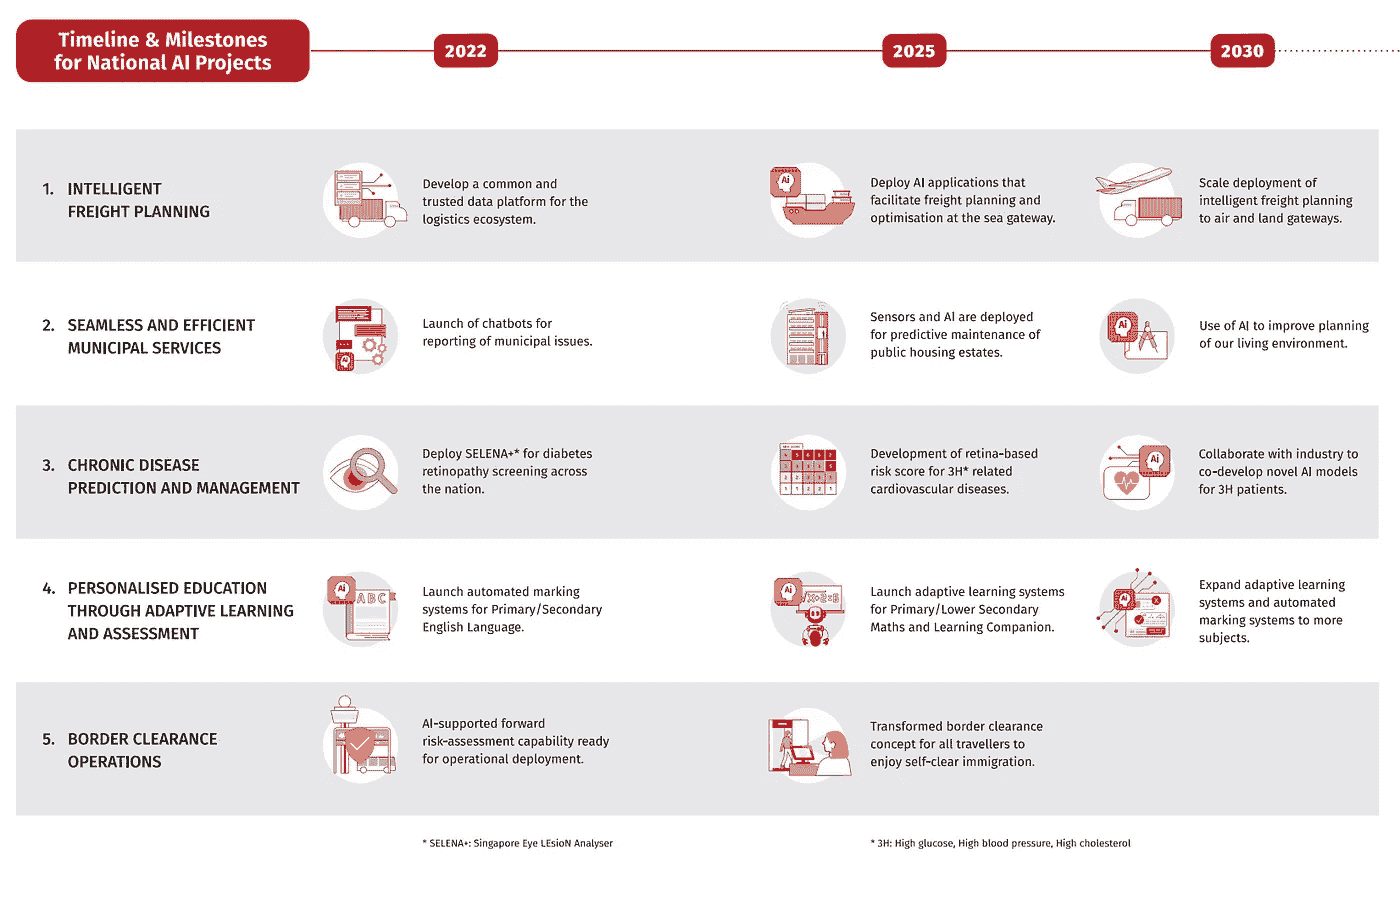 Timeline & Milestones
for National AI Projects
2022
2025
2030
1. INTELLIGENT
FREIGHT PLANNING
Develop a common and
trusted data platform for the
logistics ecosystem.
Ai
Deploy AI applications that
facilitate freight planning and
optimisation at the sea gateway.
Scale deployment of
intelligent freight planning
to air and land gateways.
2. SEAMLESS AND EFFICIENT
MUNICIPAL SERVICES
Ai
Launch of chatbots for
reporting of municipal issues.
Sensors and AI are deployed
for predictive maintenance of
public housing estates.
Ai
Use of AI to improve planning
of our living environment.
3. CHRONIC DISEASE
PREDICTION AND MANAGEMENT
Deploy SELENA+* for diabetes
retinopathy screening across
the nation.
Development of retina-based
risk score for 3H* related
cardiovascular diseases.
Ai
Collaborate with industry to
co-develop novel AI models
for 3H patients.
4. PERSONALISED EDUCATION
THROUGH ADAPTIVE LEARNING
AND ASSESSMENT
Ai
ABC
Launch automated marking
systems for Primary/Secondary
English Language.
Ai
Launch adaptive learning systems
for Primary/Lower Secondary
Maths and Learning Companion.
Ai
Expand adaptive learning
systems and automated
marking systems to more
subjects.
5. BORDER CLEARANCE
OPERATIONS
AI-supported forward
risk-assessment capability ready
for operational deployment.
Transformed border clearance
concept for all travellers to
enjoy self-clear immigration.
* SELENA+: Singapore Eye LEsioN Analyser
* 3H: High glucose, High blood pressure, High cholesterol